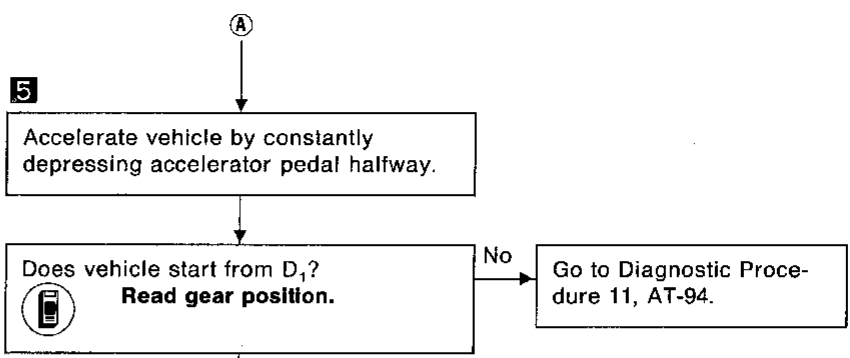 A
5
Accelerate vehicle by constantly
depressing accelerator pedal halfway.
Does vehicle start from D₁?
Read gear position.
No
Go to Diagnostic Proce-
dure 11, AT-94.